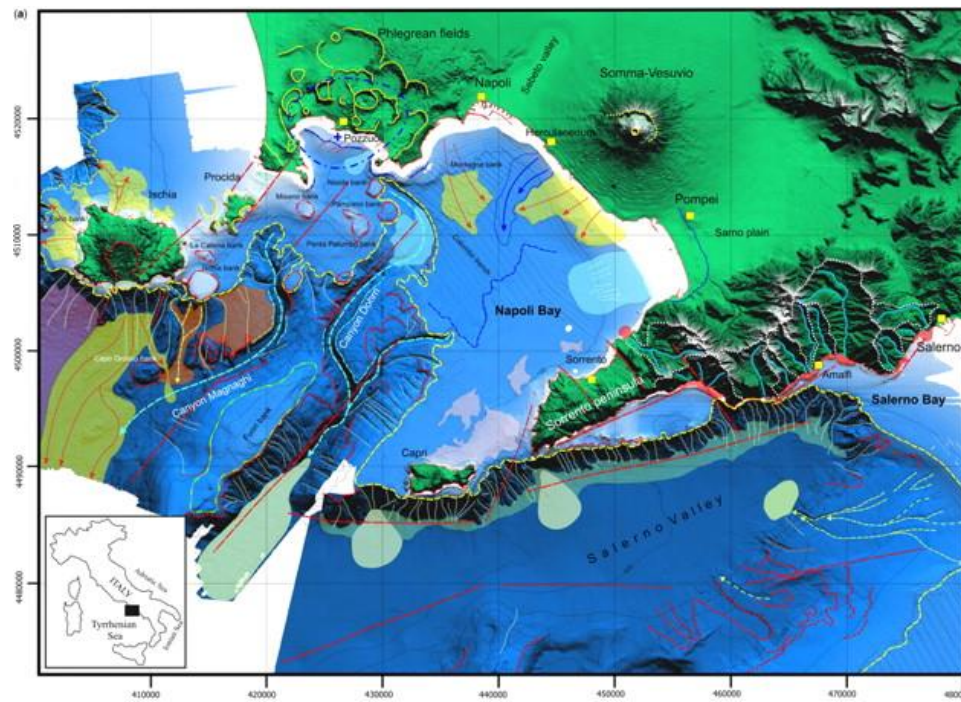 (a)
Phlegrean fields
Napoli
Sebeto valley
Somma-Vesuvio
4520000
Pozzuoli
Herculaneum
Procida
Ischia
Nisida bank
Miseno bank
Pampano bank
Pompei
4510000
La Catena bank
Penta Palummo bank
Sarno plain
Canyon Dohrn
Napoli Bay
4500000
Canyon Magnaghi
Sorrento
Salerno
Amalfi
Sorrento peninsula
Salerno Bay
4490000
Capri
Salerno Valley
4480000
ITALY
Adriatic Sea
Tyrrhenian
Sea
Ionian Sea
410000
420000
430000
440000
450000
460000
470000